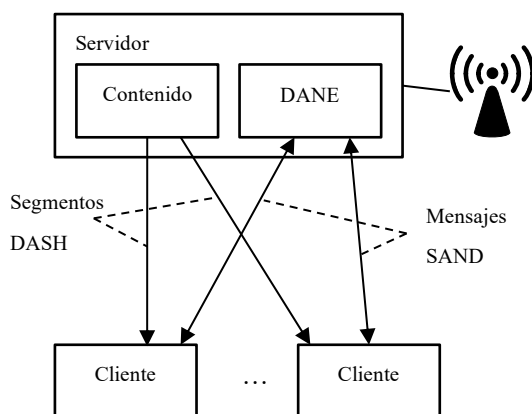 Servidor
Contenido
DANE
Segmentos
DASH
Mensajes
SAND
Cliente
…
Cliente